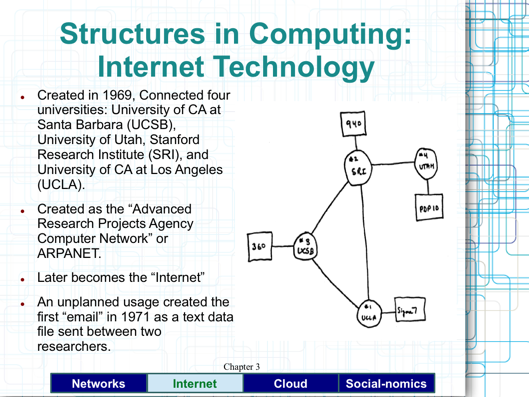 Structures in Computing:
Internet Technology
Created in 1969, Connected four
universities: University of CA at
Santa Barbara (UCSB),
University of Utah, Stanford
Research Institute (SRI), and
University of CA at Los Angeles
(UCLA).
Created as the “Advanced
Research Projects Agency
Computer Network” or
ARPANET.
Later becomes the “Internet”
An unplanned usage created the
first “email” in 1971 as a text data
file sent between two
researchers.
940
#2
SRI
#4
UTAH
PDP 10
360
#3
UCSB
#1
UCLA
Sigma 7
Chapter 3
Networks
Internet
Cloud
Social-nomics